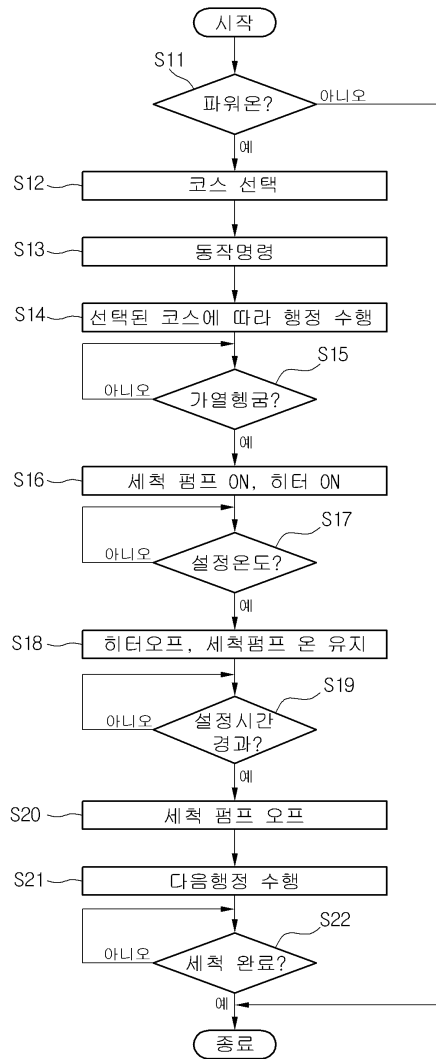 시작
S11
파워온?
아니오
예
S12
코스 선택
S13
동작명령
S14
선택된 코스에 따라 행정 수행
S15
아니오
가열헹굼?
예
S16
세척 펌프 ON, 히터 ON
S17
아니오
설정온도?
예
S18
히터오프, 세척펌프 온 유지
S19
아니오
설정시간
경과?
예
S20
세척 펌프 오프
S21
다음행정 수행
S22
아니오
세척 완료?
예
종료